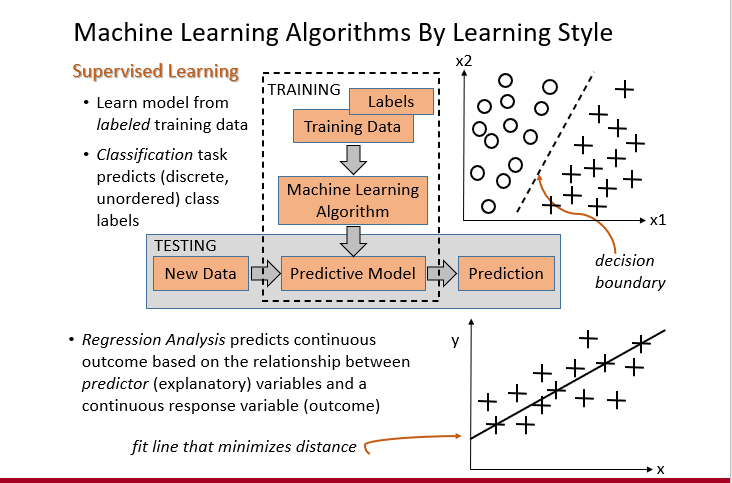 Machine Learning Algorithms By Learning Style
Supervised Learning
• Learn model from
labeled training data
• Classification task
predicts (discrete,
unordered) class
labels
TRAINING
Labels
Training Data
Machine Learning
Algorithm
TESTING
New Data
Predictive Model
Prediction
x2
x1
decision
boundary
• Regression Analysis predicts continuous
outcome based on the relationship between
predictor (explanatory) variables and a
continuous response variable (outcome)
fit line that minimizes distance
y
x